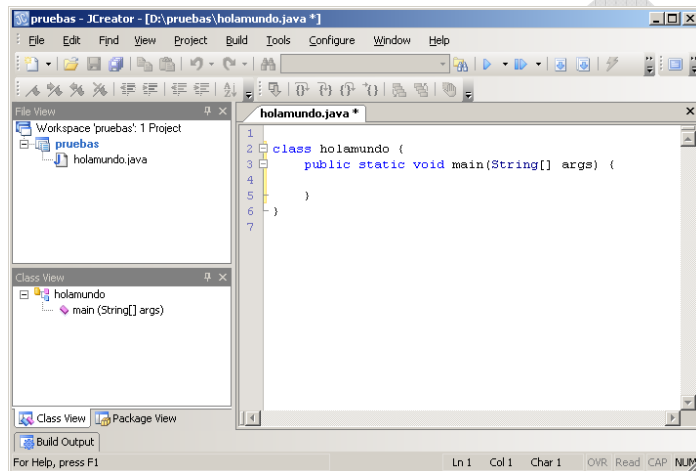 pruebas - JCreator - [D:\pruebas\holamundo.java *]
File Edit Find View Project Build Tools Configure Window Help
File View
Workspace 'pruebas': 1 Project
pruebas
holamundo.java
Class View
holamundo
main (String[] args)
Class View Package View
holamundo.java *
1
2 class holamundo {
3 public static void main(String[] args) {
4
5 }
6 }
7
Build Output
For Help, press F1 Ln 1 Col 1 Char 1 OVR Read CAP NUM